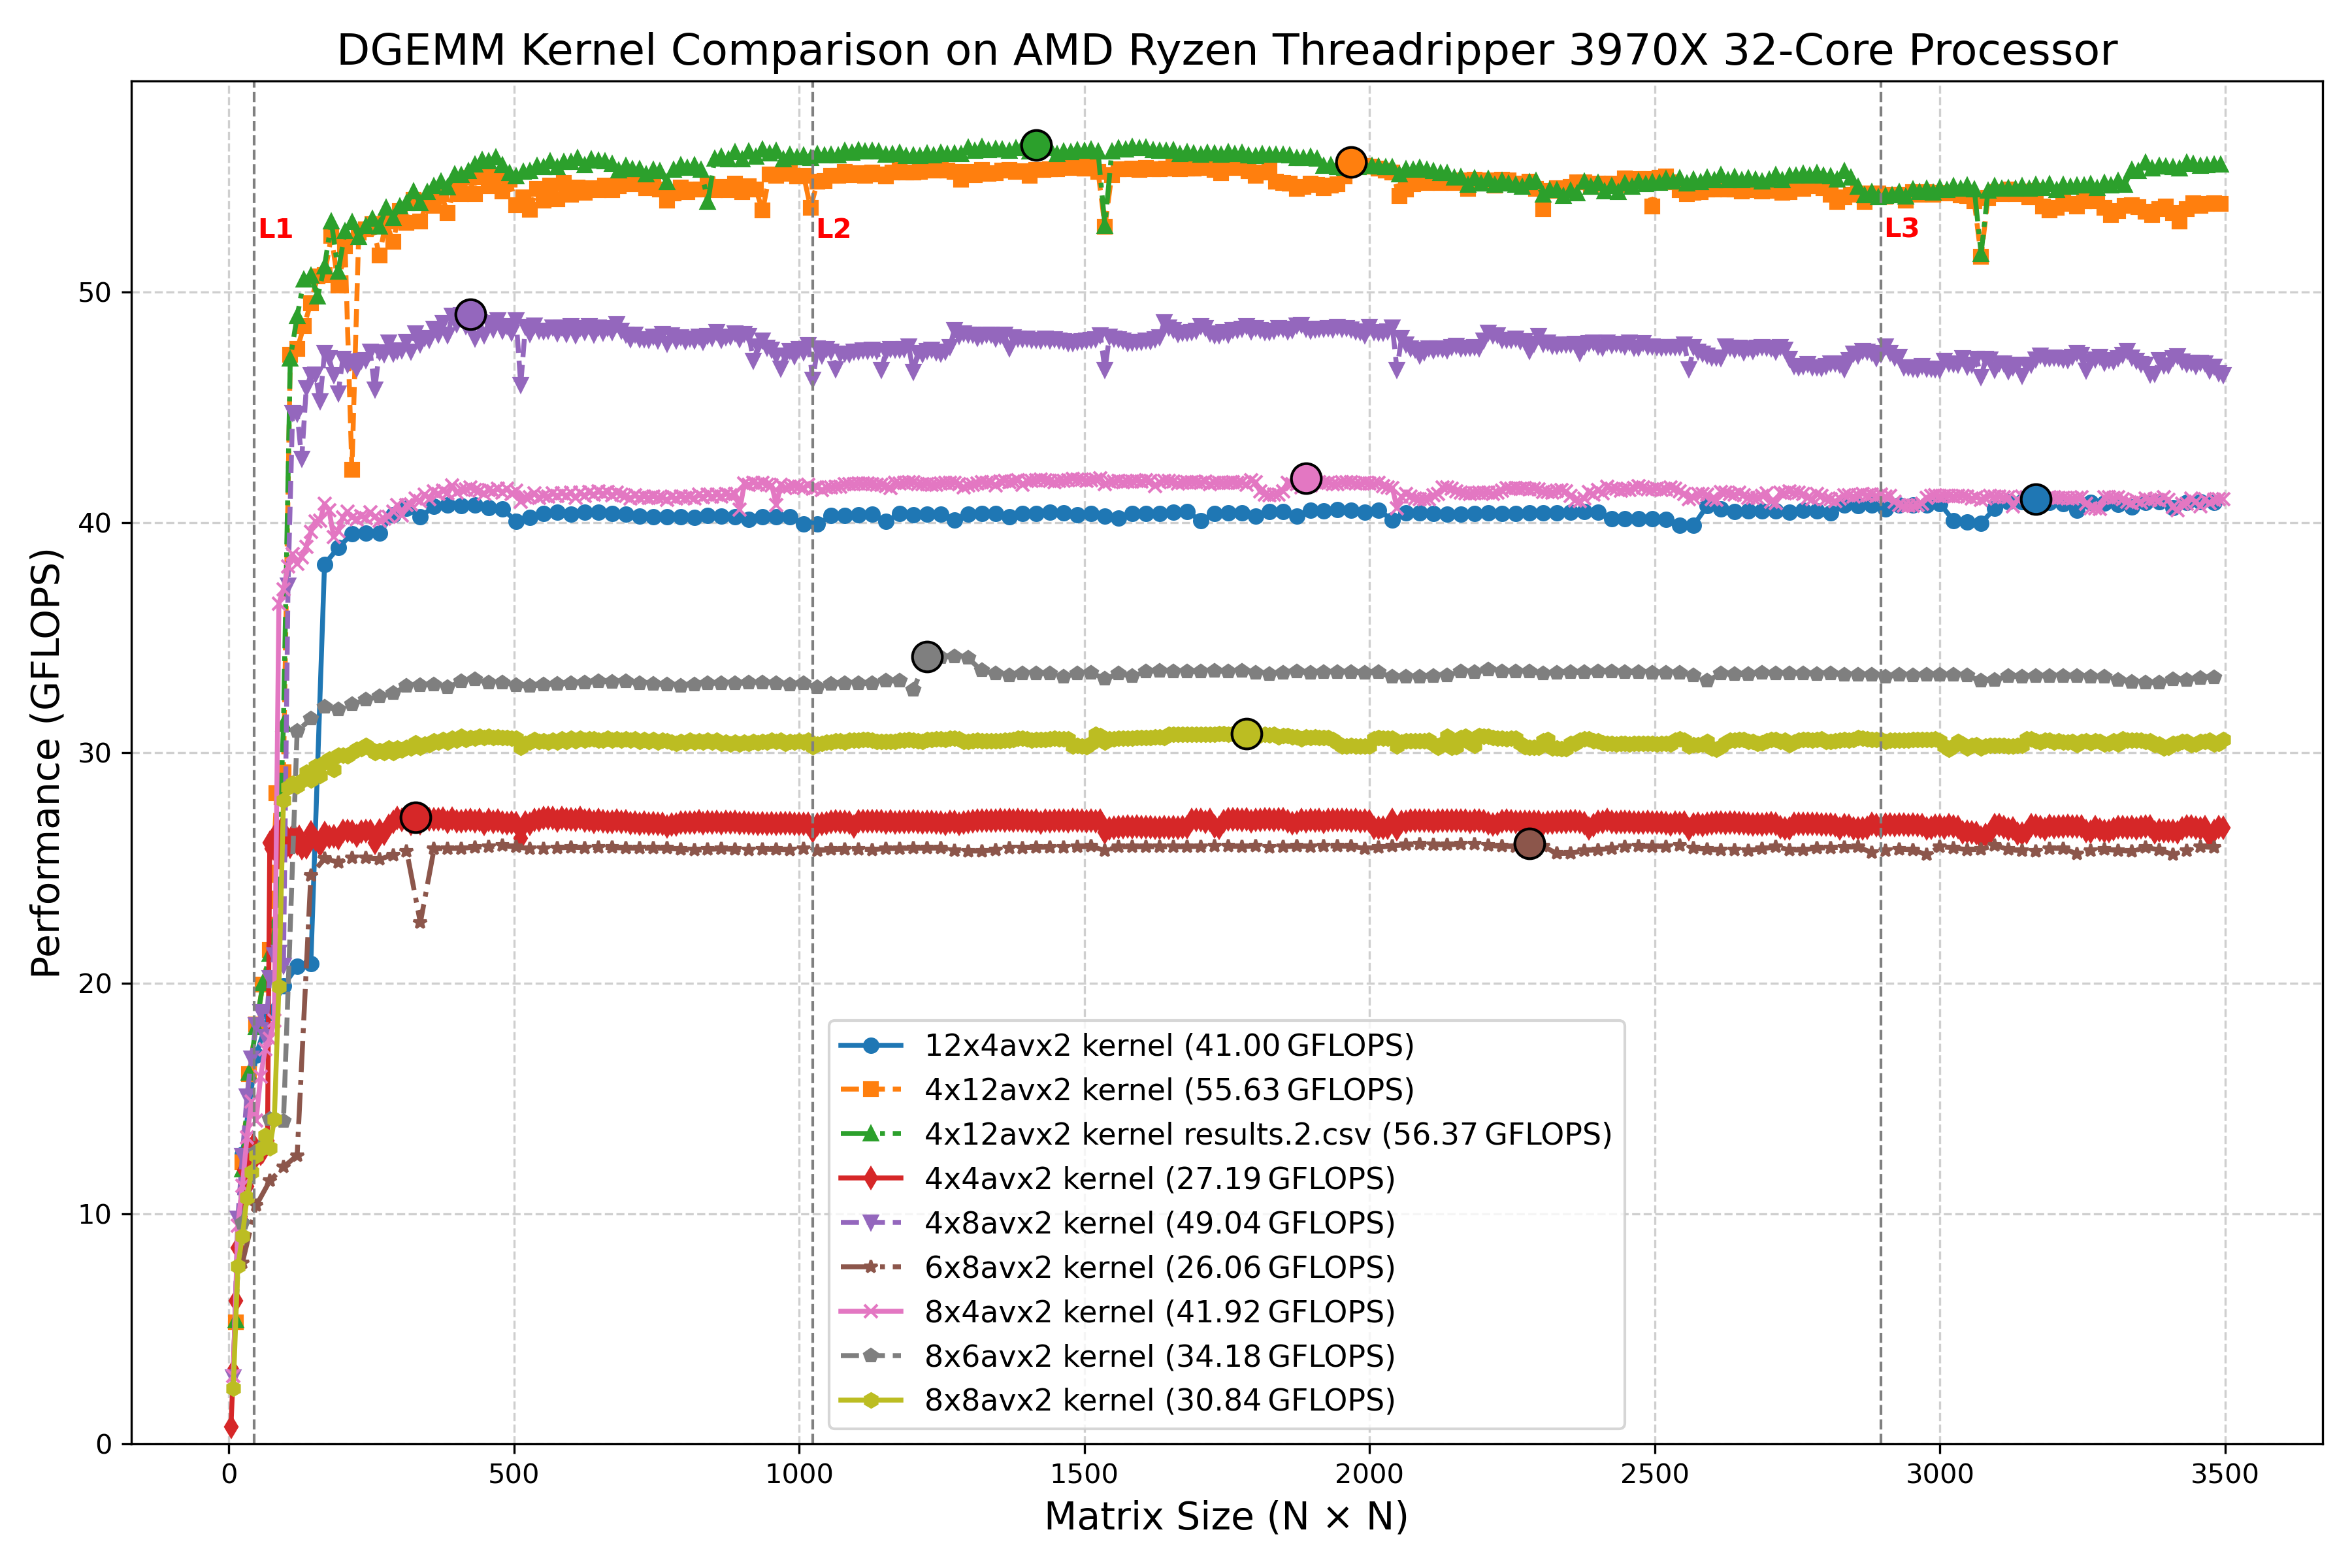 DGEMM Kernel Comparison on AMD Ryzen Threadripper 3970X 32-Core Processor
Performance (GFLOPS)
50
40
30
20
10
0
L1
L2
L3
12x4avx2 kernel (41.00 GFLOPS)
4x12avx2 kernel (55.63 GFLOPS)
4x12avx2 kernel results.2.csv (56.37 GFLOPS)
4x4avx2 kernel (27.19 GFLOPS)
4x8avx2 kernel (49.04 GFLOPS)
6x8avx2 kernel (26.06 GFLOPS)
8x4avx2 kernel (41.92 GFLOPS)
8x6avx2 kernel (34.18 GFLOPS)
8x8avx2 kernel (30.84 GFLOPS)
0 500 1000 1500 2000 2500 3000 3500
Matrix Size (N × N)